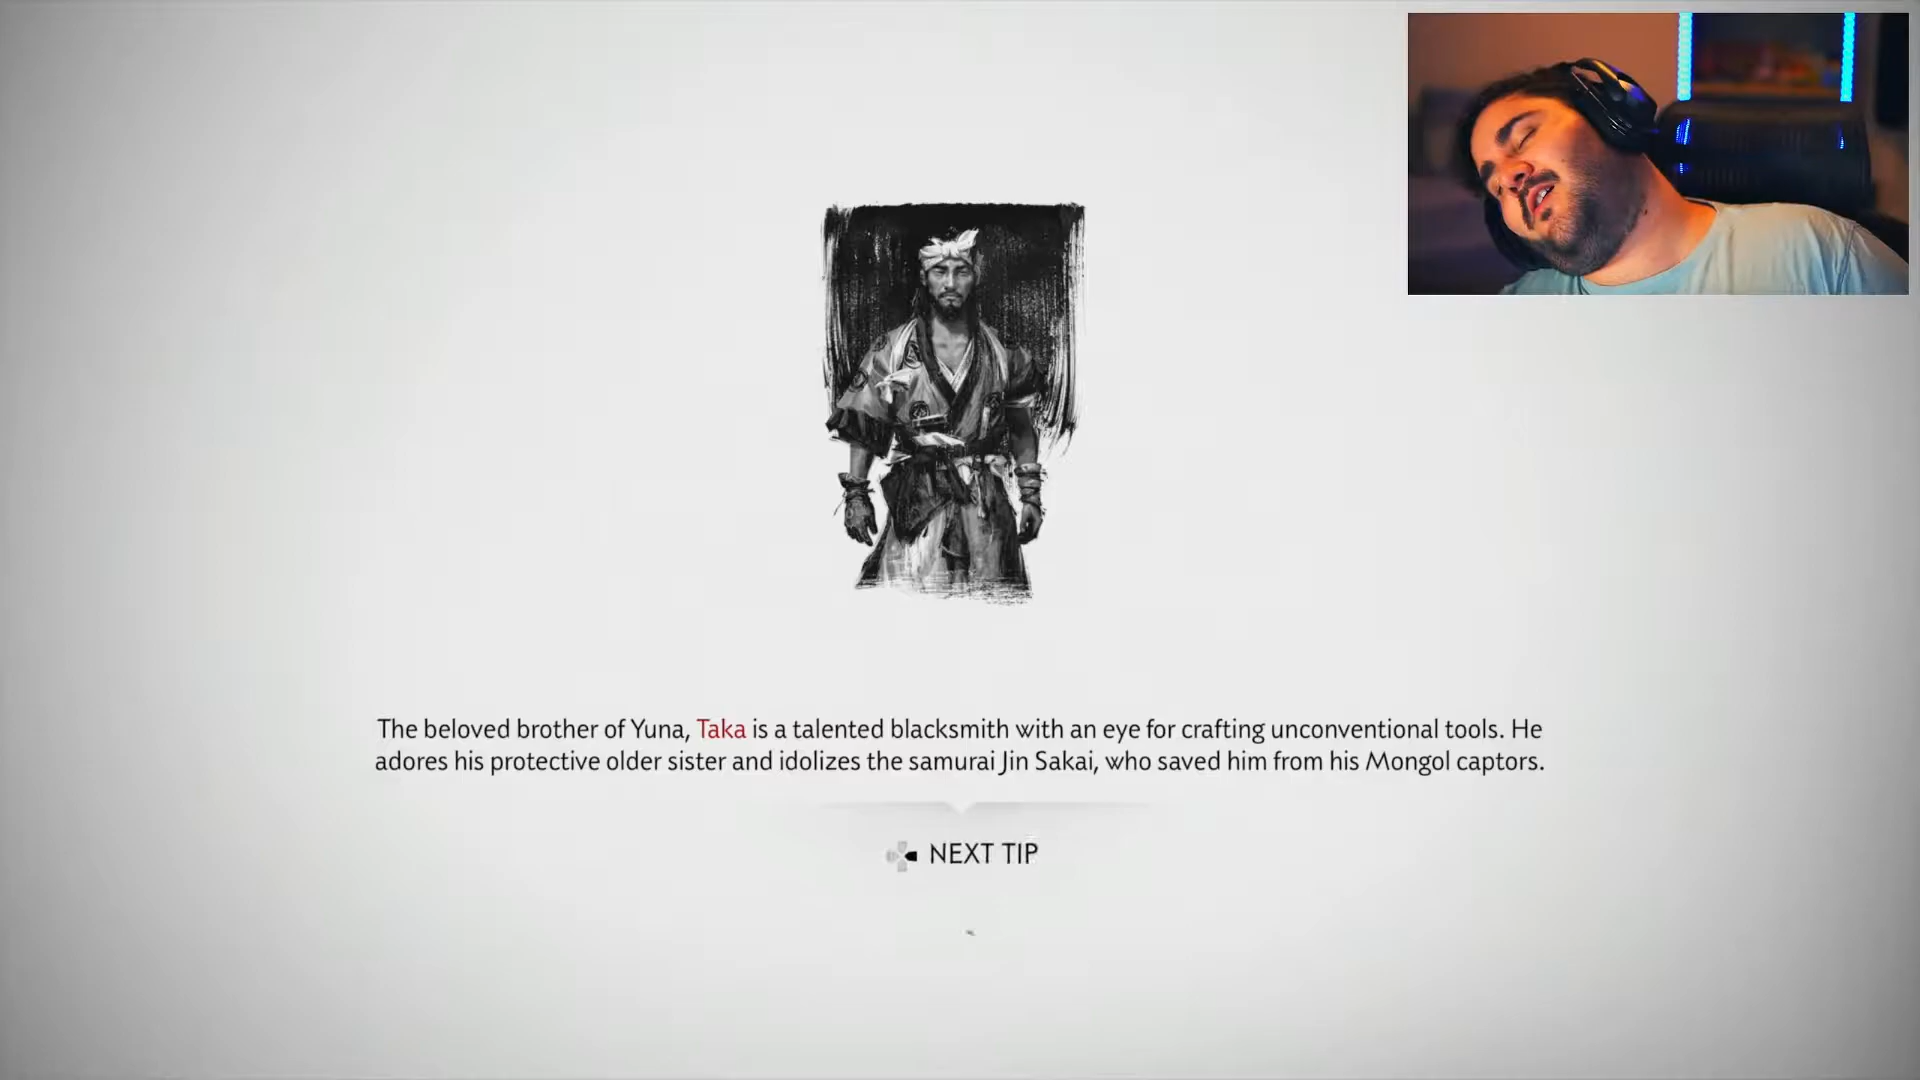 The beloved brother of Yuna, Taka is a talented blacksmith with an eye for crafting unconventional tools. He
adores his protective older sister and idolizes the samurai Jin Sakai, who saved him from his Mongol captors.
NEXT TIP